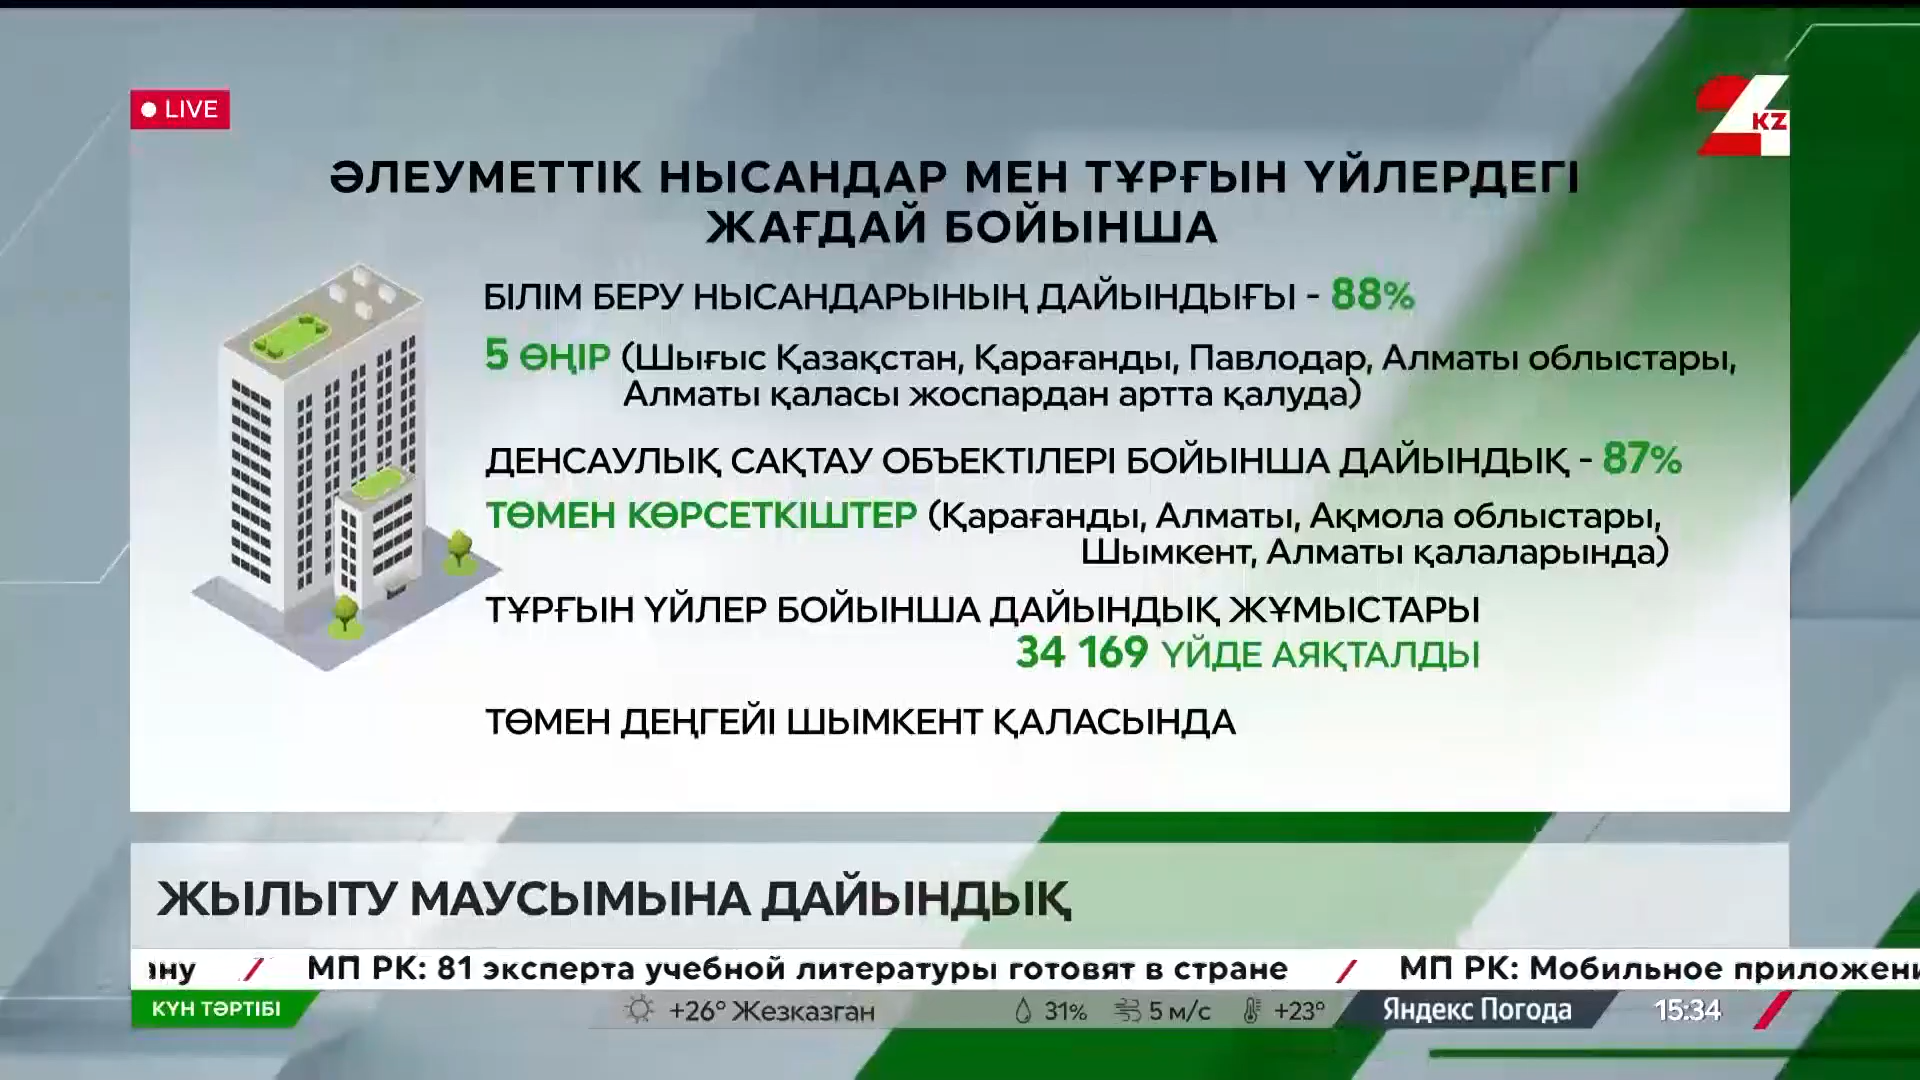 LIVE
24 KZ
ӘЛЕУМЕТТІК НЫСАНДАР МЕН ТҰРҒЫН ҮЙЛЕРДЕГІ
ЖАҒДАЙ БОЙЫНША
БІЛІМ БЕРУ НЫСАНДАРЫНЫҢ ДАЙЫНДЫҒЫ - 88%
5 ӨҢІР (Шығыс Қазақстан, Қарағанды, Павлодар, Алматы облыстары,
Алматы қаласы жоспардан артта қалуда)
ДЕНСАУЛЫҚ САҚТАУ ОБЪЕКТІЛЕРІ БОЙЫНША ДАЙЫНДЫҚ - 87%
ТӨМЕН КӨРСЕТКІШТЕР (Қарағанды, Алматы, Ақмола облыстары,
Шымкент, Алматы қалаларында)
ТҰРҒЫН ҮЙЛЕР БОЙЫНША ДАЙЫНДЫҚ ЖҰМЫСТАРЫ
34 169 ҮЙДЕ АЯҚТАЛДЫ
ТӨМЕН ДЕҢГЕЙІ ШЫМКЕНТ ҚАЛАСЫНДА
ЖЫЛЫТУ МАУСЫМЫНА ДАЙЫНДЫҚ
ану / МП РК: 81 эксперта учебной литературы готовят в стране / МП РК: Мобильное приложени
КҮН ТӘРТІБІ +26° Жезказган 31% 5 м/с +23° Яндекс Погода 15:34